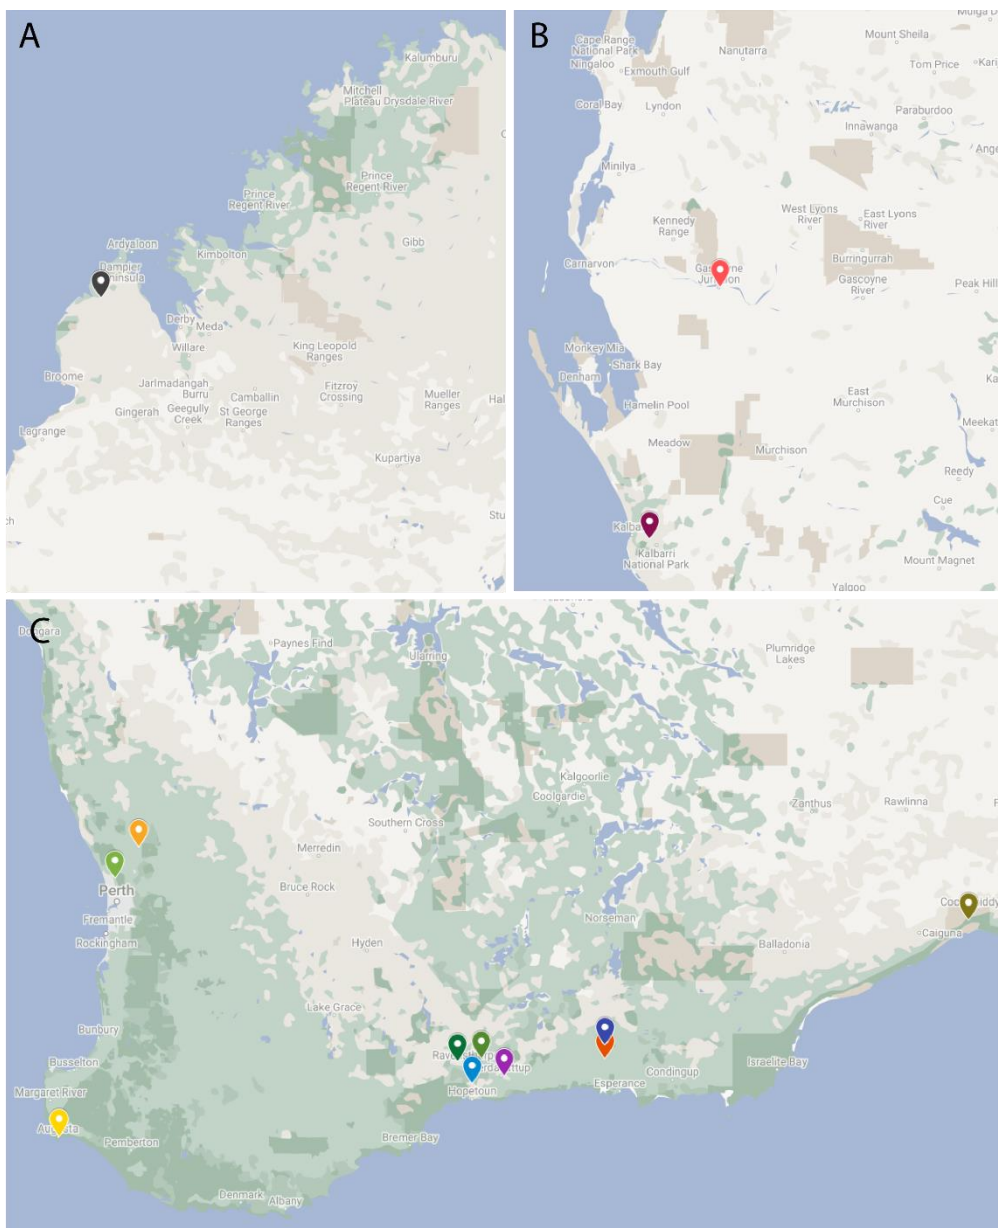 A
Kalumburu
Mitchell
Plateau
Drysdale River
Prince
Regent River
Prince
Regent River
Gibb
Ardyaloon
Kimbolton
Dampier
Derby
Meda
Willare
King Leopold
Ranges
Broome
Jarlmadangah
Burru
Camballin
Fitzroy
Crossing
Mueller
Ranges
Gingerah
Geegully
Creek
St George
Ranges
Lagrange
Kupartiya
B
Cape Range
National Park
Ningaloo
Exmouth Gulf
Nanutarra
Mount Sheila
Tom Price
Coral Bay
Lyndon
Paraburdoo
Innawanga
Minilya
Kennedy
Range
West Lyons
River
East Lyons
River
Carnarvon
Burringurrah
Gascoyne
River
Peak Hill
Monkey Mia
Denham
Shark Bay
Hamelin Pool
East
Murchison
Meadow
Murchison
Reedy
Cue
Kalbarri
National Park
Mount Magnet
Yalgoo
C
Dongara
Paynes Find
Ularring
Plumridge
Lakes
Kalgoorlie
Coolgardie
Zanthus
Rawlinna
Southern Cross
Merredin
Bruce Rock
Perth
Fremantle
Rockingham
Norseman
Hyden
Balladonia
Caiguna
Lake Grace
Bunbury
Busselton
Margaret River
Hopetoun
Esperance
Condingup
Israelite Bay
Pemberton
Bremer Bay
Denmark
Albany